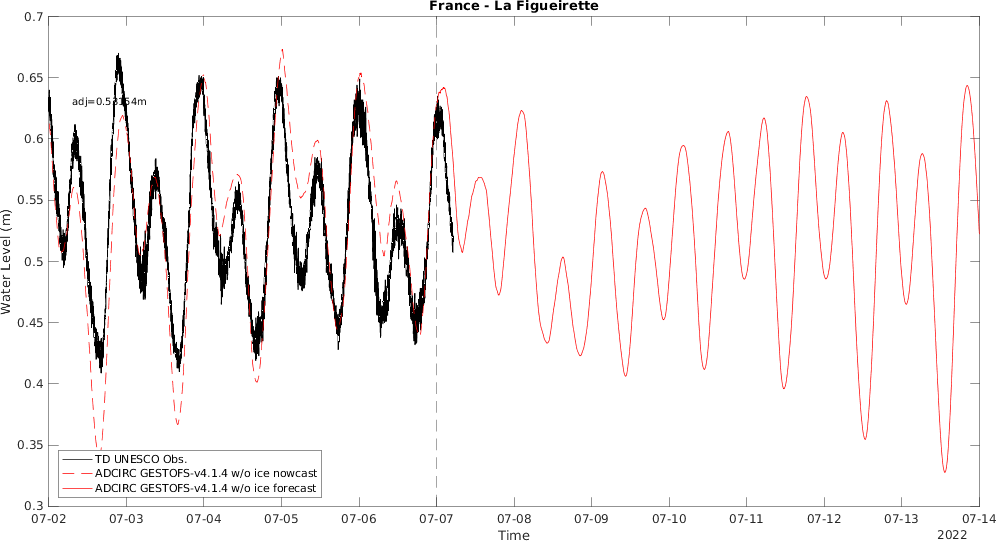 France - La Figueirette
0.7
0.65
0.6
0.55
0.5
0.45
0.4
0.35
0.3
Water Level (m)
adj=0.53164m
TD UNESCO Obs.
ADCIRC GESTOFS-v4.1.4 w/o ice nowcast
ADCIRC GESTOFS-v4.1.4 w/o ice forecast
07-02 07-03 07-04 07-05 07-06 07-07 07-08 07-09 07-10 07-11 07-12 07-13 07-14
Time
2022